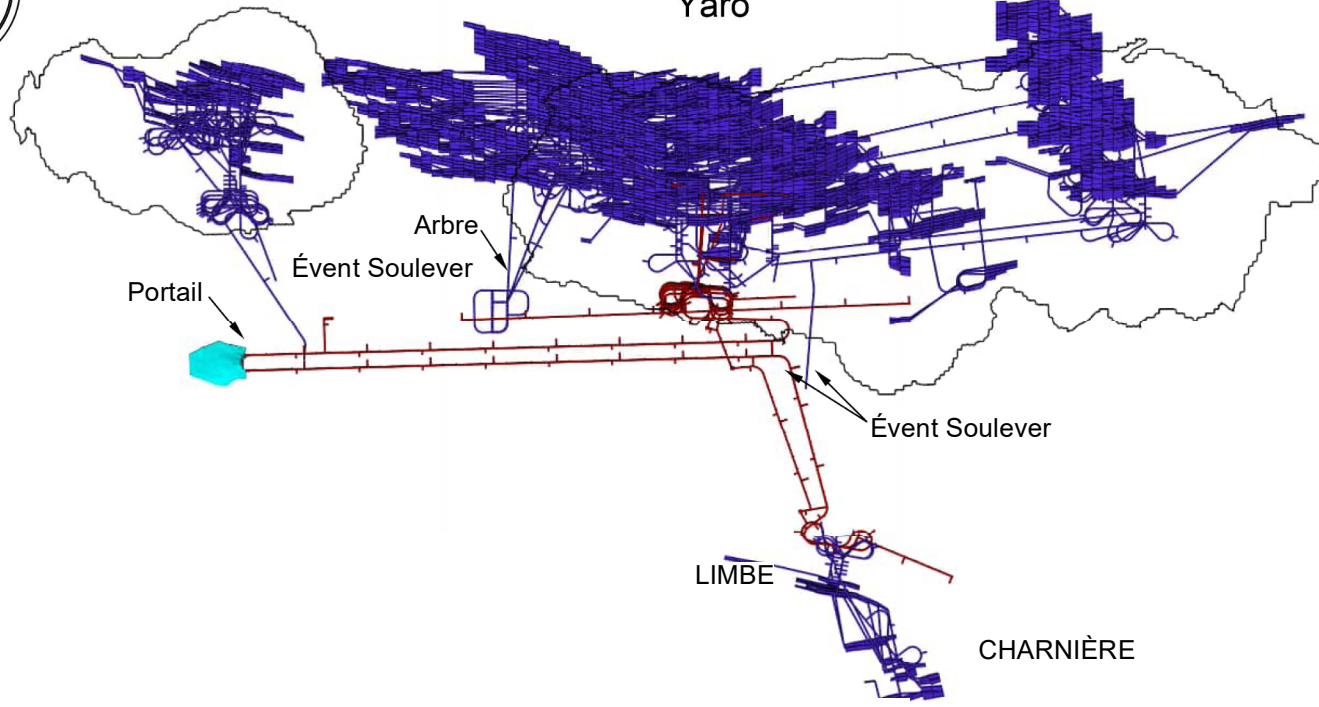 Yaro
Arbre
Évent Soulever
Portail
Évent Soulever
LIMBE
CHARNIÈRE